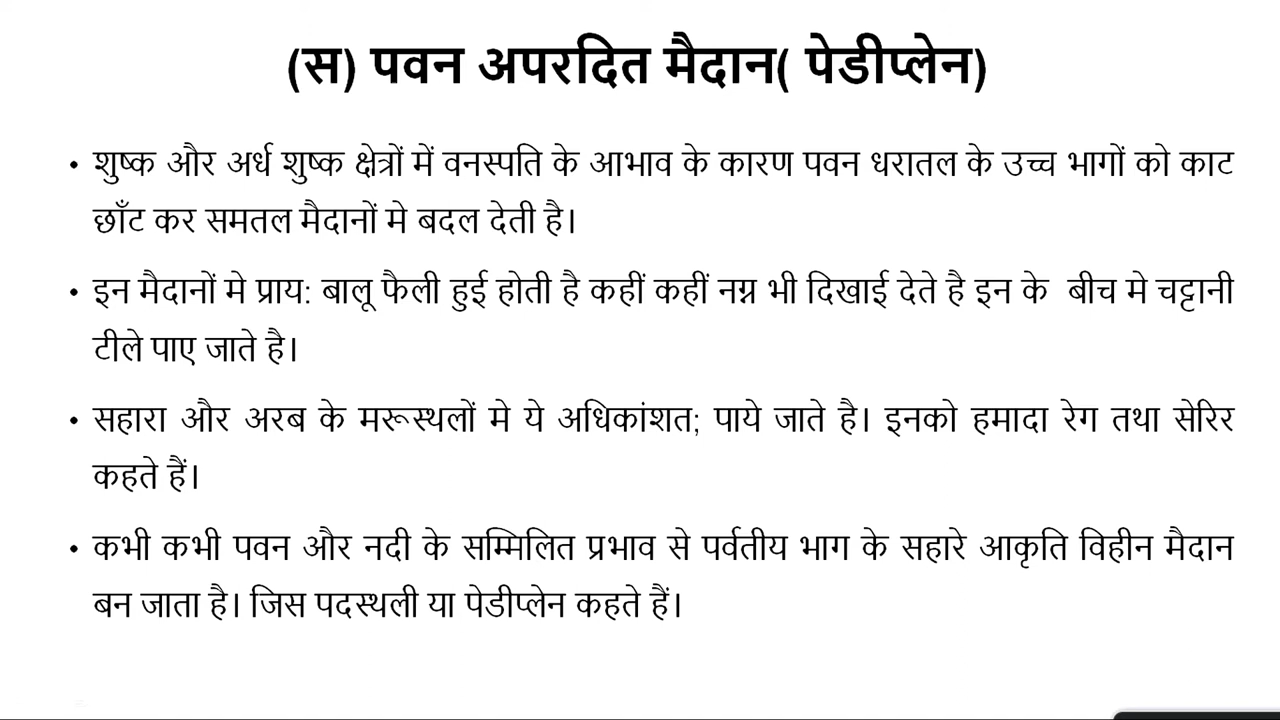 (स) पवन अपरदित मैदान( पेडीप्लेन)
• शुष्क और अर्ध शुष्क क्षेत्रों में वनस्पति के आभाव के कारण पवन धरातल के उच्च भागों को काट
छाँट कर समतल मैदानों मे बदल देती है।
• इन मैदानों मे प्राय: बालू फैली हुई होती है कहीं कहीं नग्न भी दिखाई देते है इन के बीच मे चट्टानी
टीले पाए जाते है।
• सहारा और अरब के मरूस्थलों मे ये अधिकांशत; पाये जाते है। इनको हमादा रेग तथा सेरिर
कहते हैं।
• कभी कभी पवन और नदी के सम्मिलित प्रभाव से पर्वतीय भाग के सहारे आकृति विहीन मैदान
बन जाता है। जिस पदस्थली या पेडीप्लेन कहते हैं।